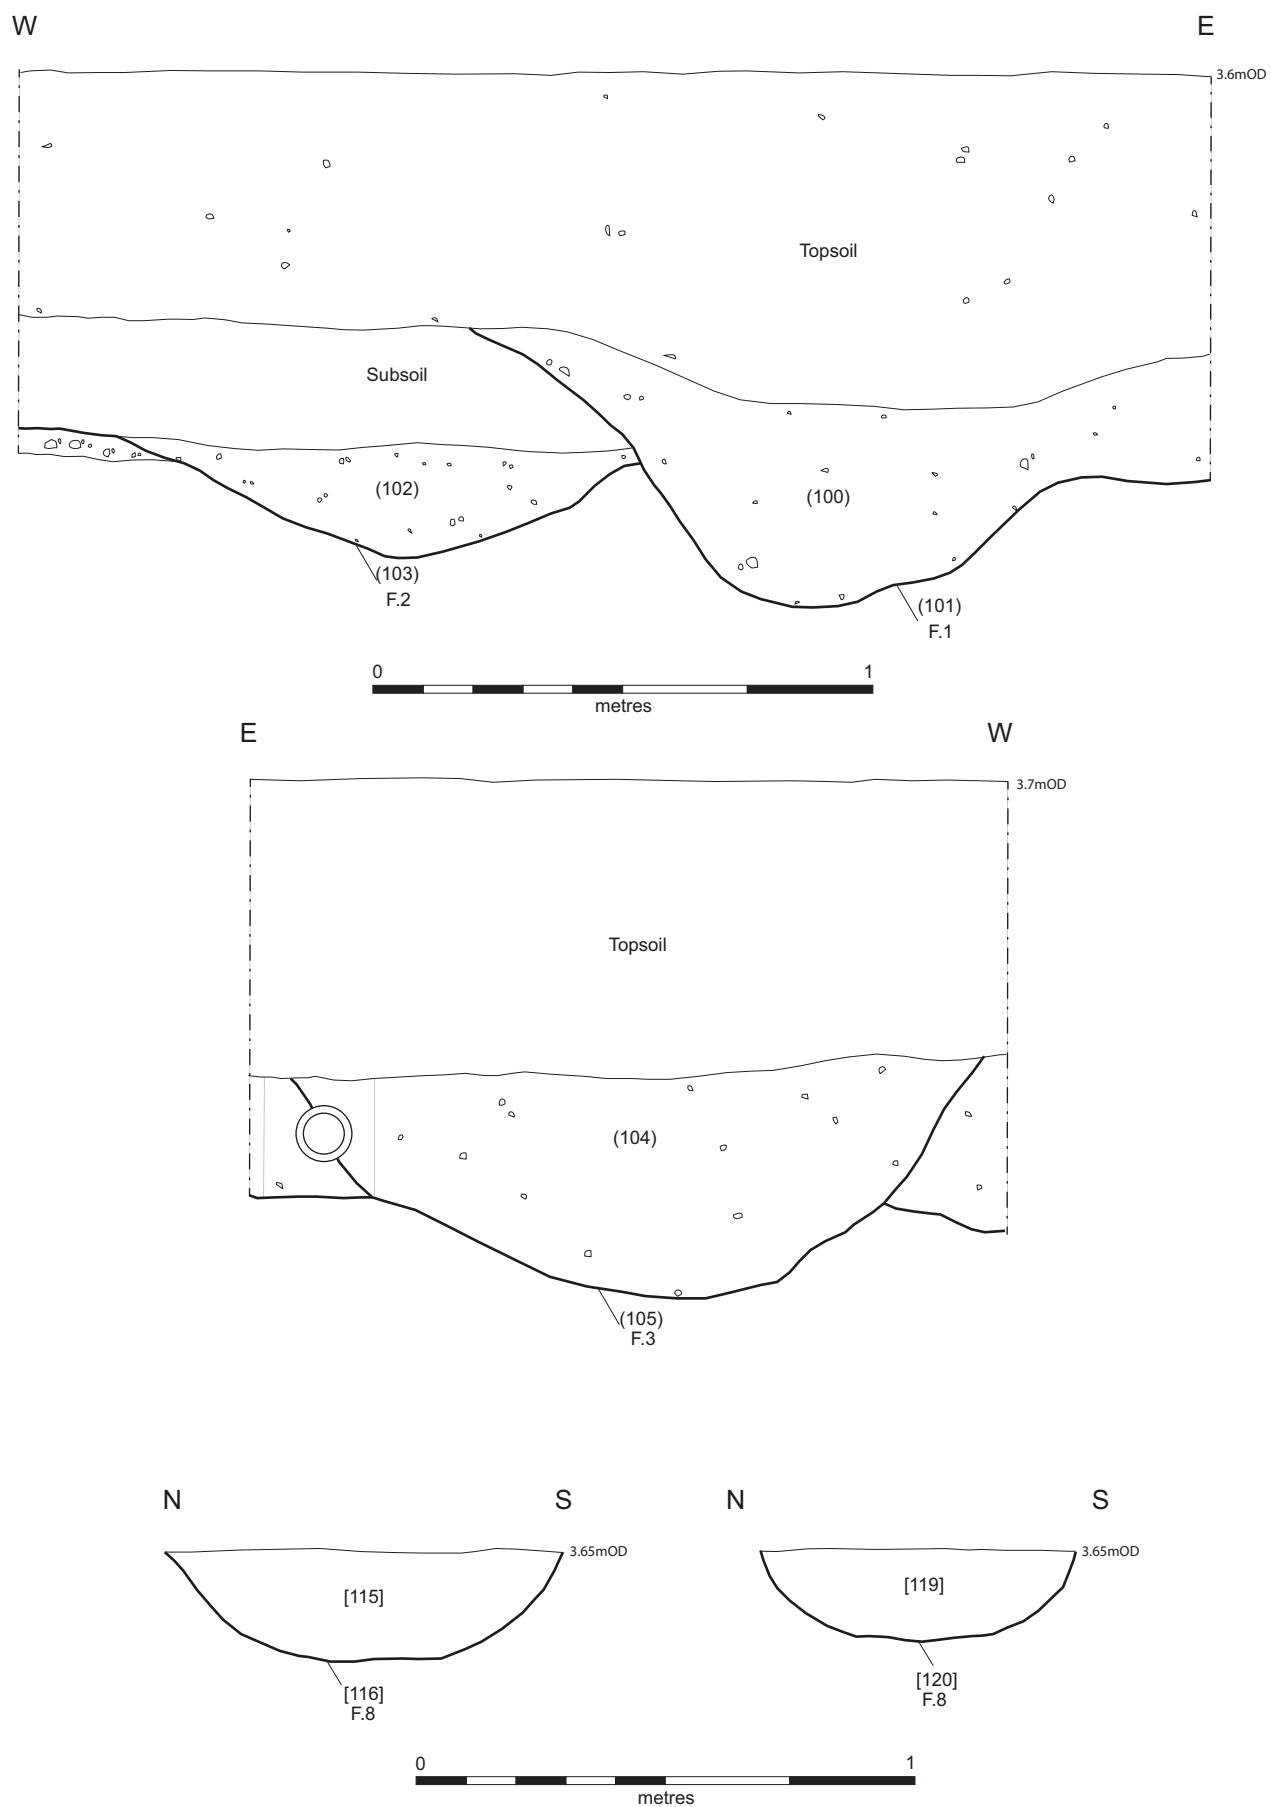 W E
3.6mOD
Topsoil
Subsoil
(102)
(100)
(103)
F.2
(101)
F.1
0 1
metres
E W
3.7mOD
Topsoil
(104)
(105)
F.3
N S N S
3.65mOD 3.65mOD
[115] [119]
[116] [120]
F.8 F.8
0 1
metres